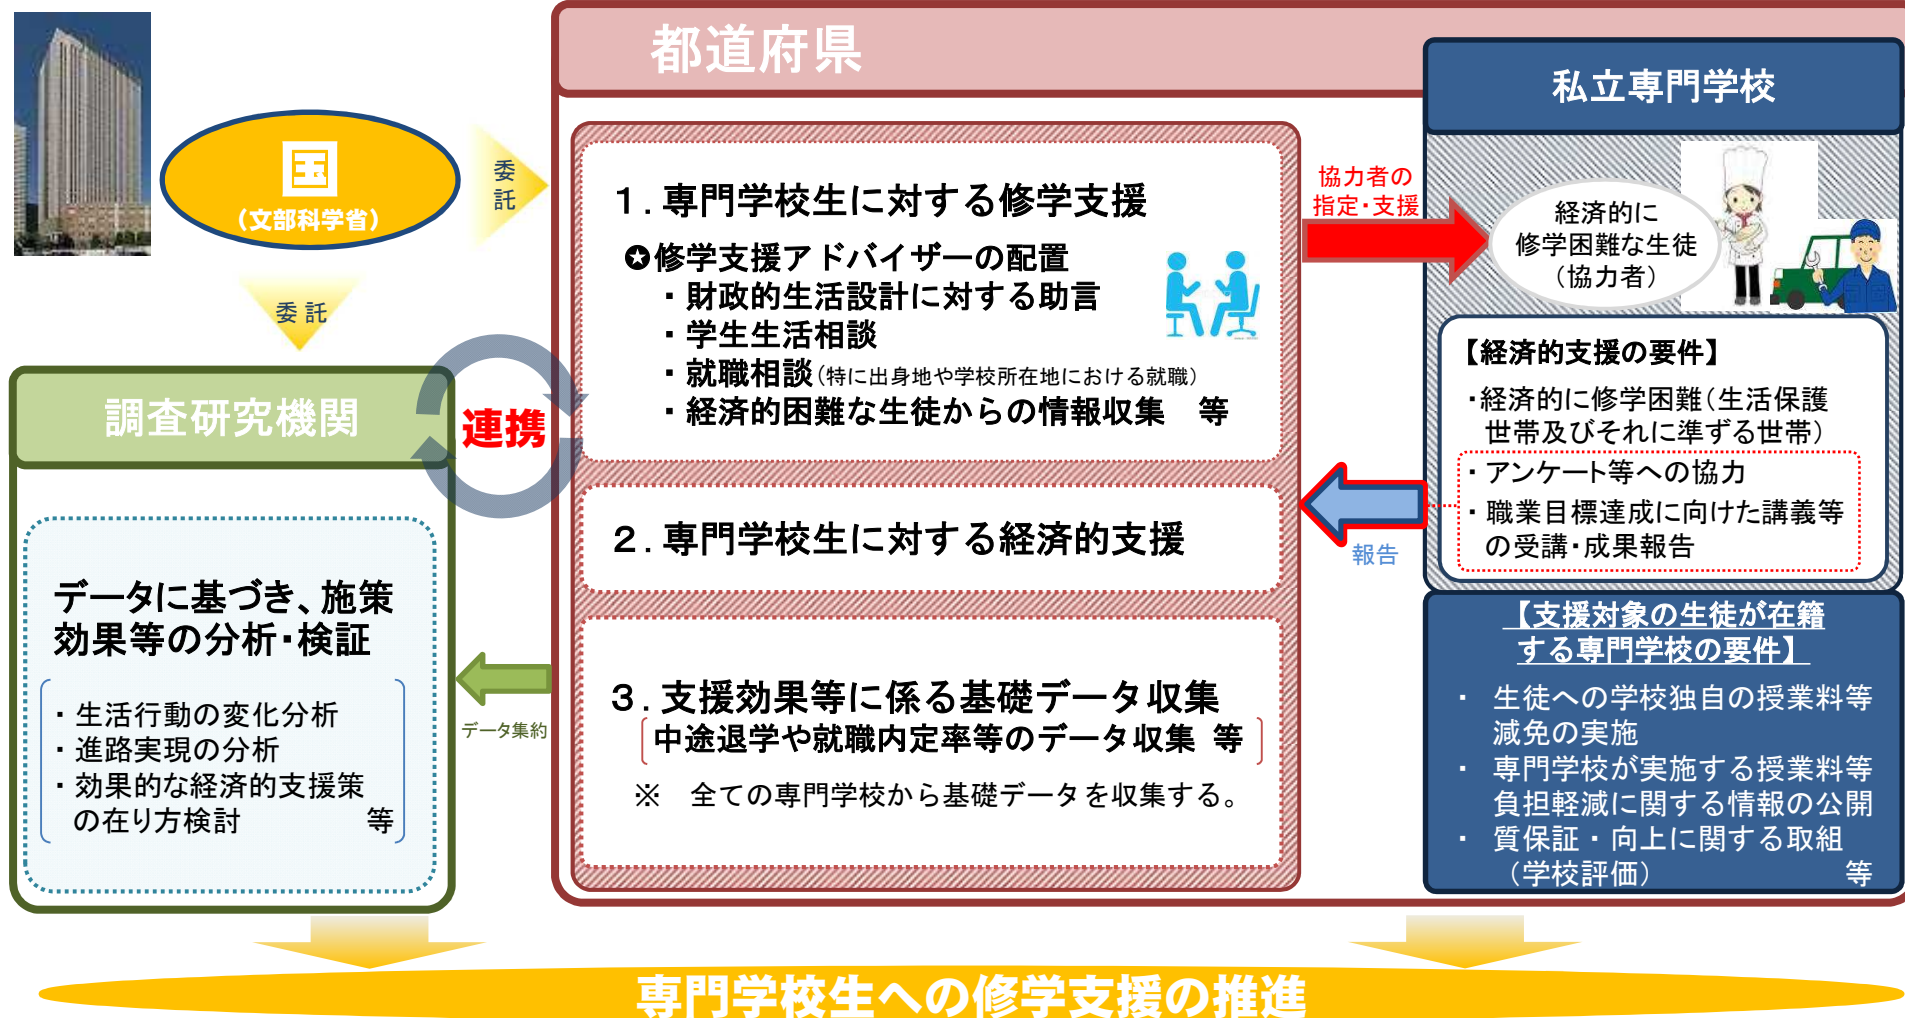 都道府県
国
（文部科学省）
委託
委託
調査研究機関
連携
データに基づき、施策
効果等の分析・検証
・生活行動の変化分析
・進路実現の分析
・効果的な経済的支援策
の在り方検討　等
データ集約
１．専門学校生に対する修学支援
✪修学支援アドバイザーの配置
・財政的生活設計に対する助言
・学生生活相談
・就職相談（特に出身地や学校所在地における就職）
・経済的困難な生徒からの情報収集　等
２．専門学校生に対する経済的支援
３．支援効果等に係る基礎データ収集
中途退学や就職内定率等のデータ収集 等
※　全ての専門学校から基礎データを収集する。
協力者の
指定・支援
報告
私立専門学校
経済的に
修学困難な生徒
（協力者）
【経済的支援の要件】
・経済的に修学困難（生活保護
世帯及びそれに準ずる世帯）
・アンケート等への協力
・職業目標達成に向けた講義等
の受講・成果報告
【支援対象の生徒が在籍
する専門学校の要件】
・　生徒への学校独自の授業料等
減免の実施
・　専門学校が実施する授業料等
負担軽減に関する情報の公開
・　質保証・向上に関する取組
（学校評価）　等
専門学校生への修学支援の推進